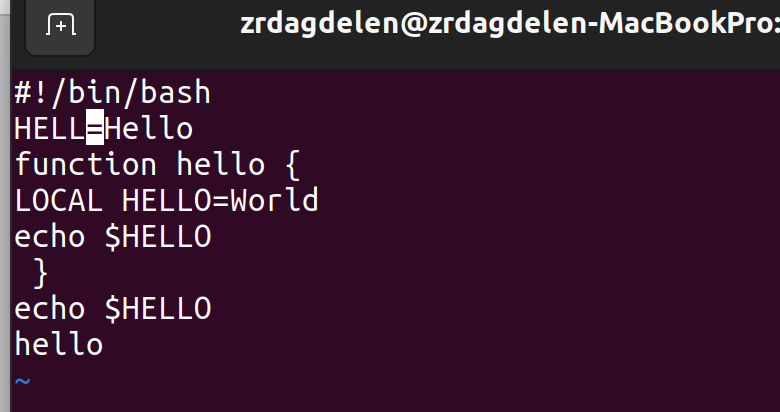 zrdagdelen@zrdagdelen-MacBookPro:
#!/bin/bash
HELL=Hello
function hello {
LOCAL HELLO=World
echo $HELLO
 }
echo $HELLO
hello
~